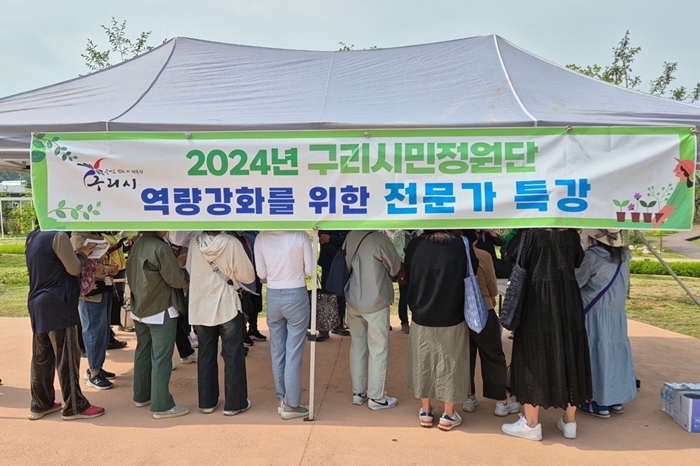 2024년 구리시민정원단
구리시
역량강화를 위한 전문가 특강